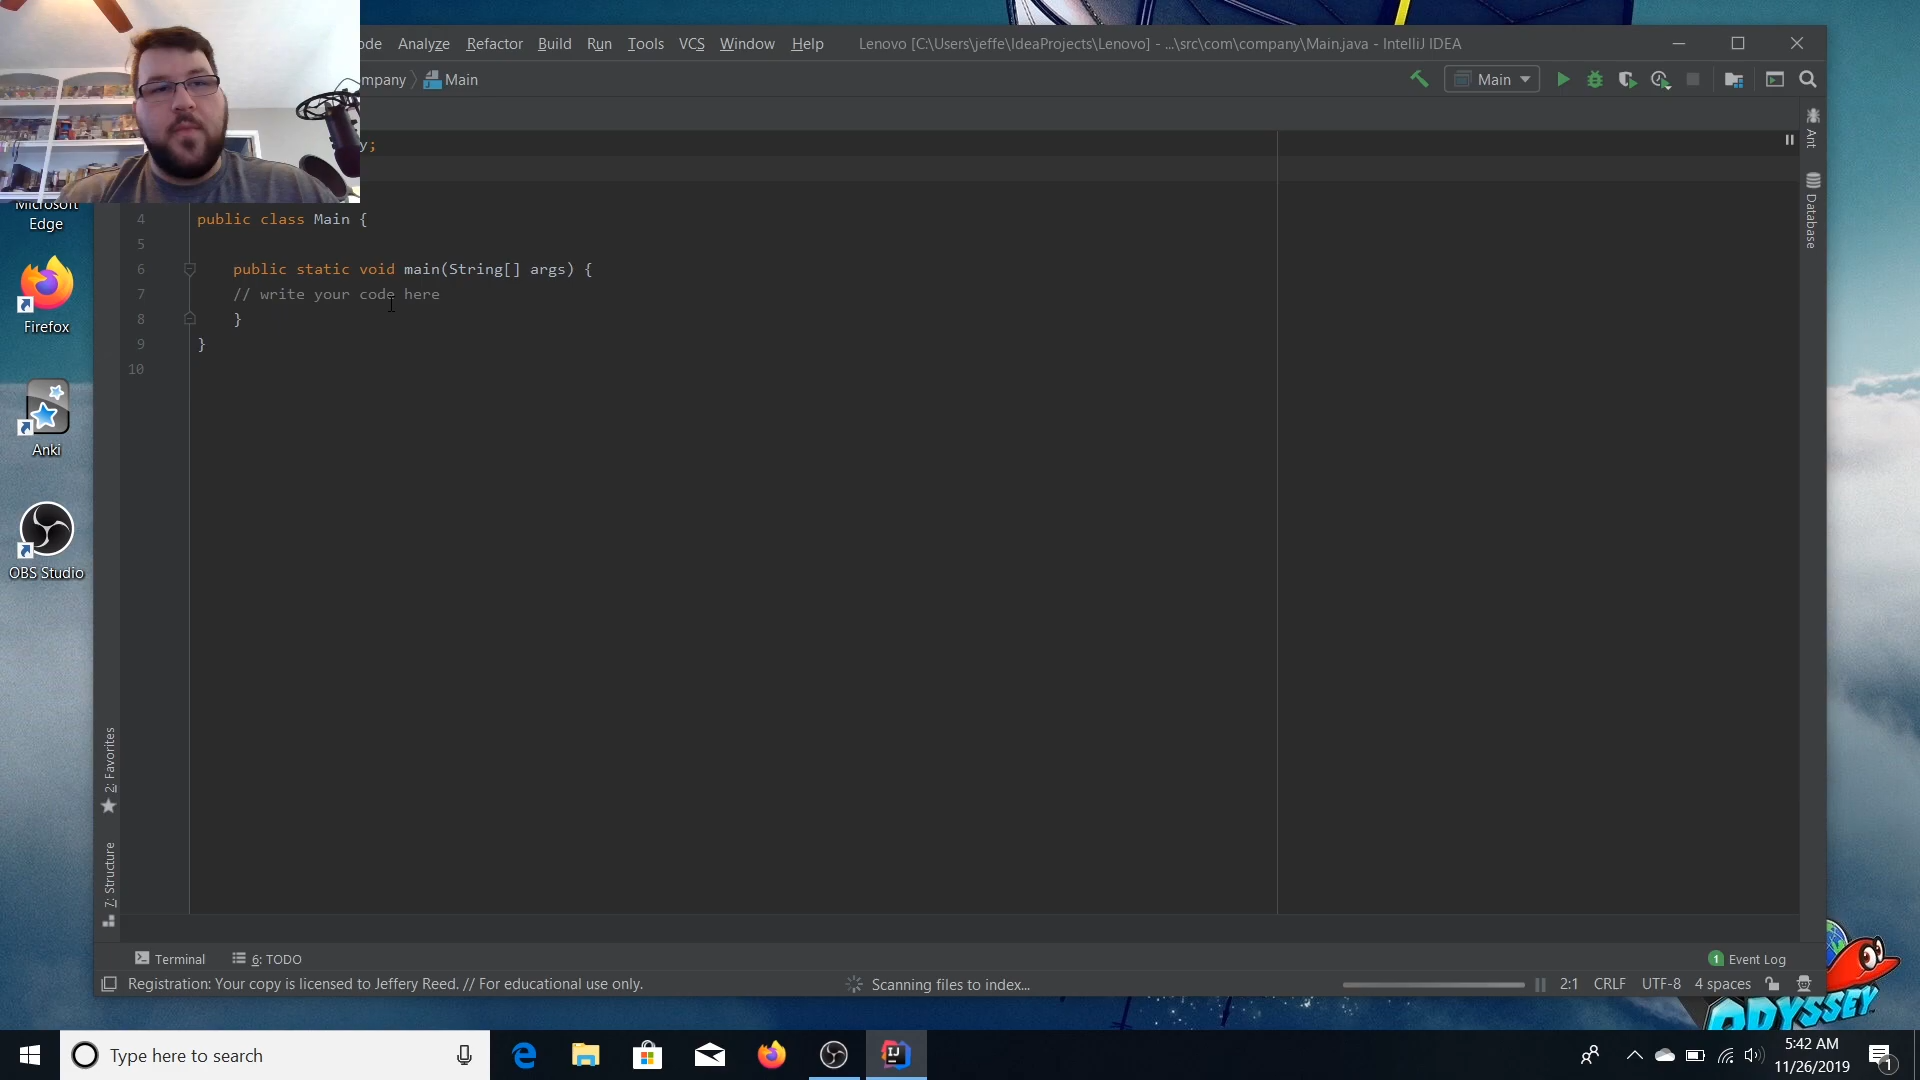 ode Analyze Refactor Build Run Tools VCS Window Help Lenovo [C:\Users\jeffe\IdeaProjects\Lenovo] - ...\src\com\company\Main.java - IntelliJ IDEA
mpany Main
Main
y;
4 public class Main {
5
6 public static void main(String[] args) {
7 // write your code here
8 }
9 }
10
Ant
Database
Microsoft
Edge
Firefox
Anki
OBS Studio
2: Favorites
7: Structure
Terminal
6: TODO
1 Event Log
Registration: Your copy is licensed to Jeffery Reed. // For educational use only.
Scanning files to index...
2:1 CRLF UTF-8 4 spaces
ODYSSEY
Type here to search
IJ
5:42 AM
11/26/2019
1